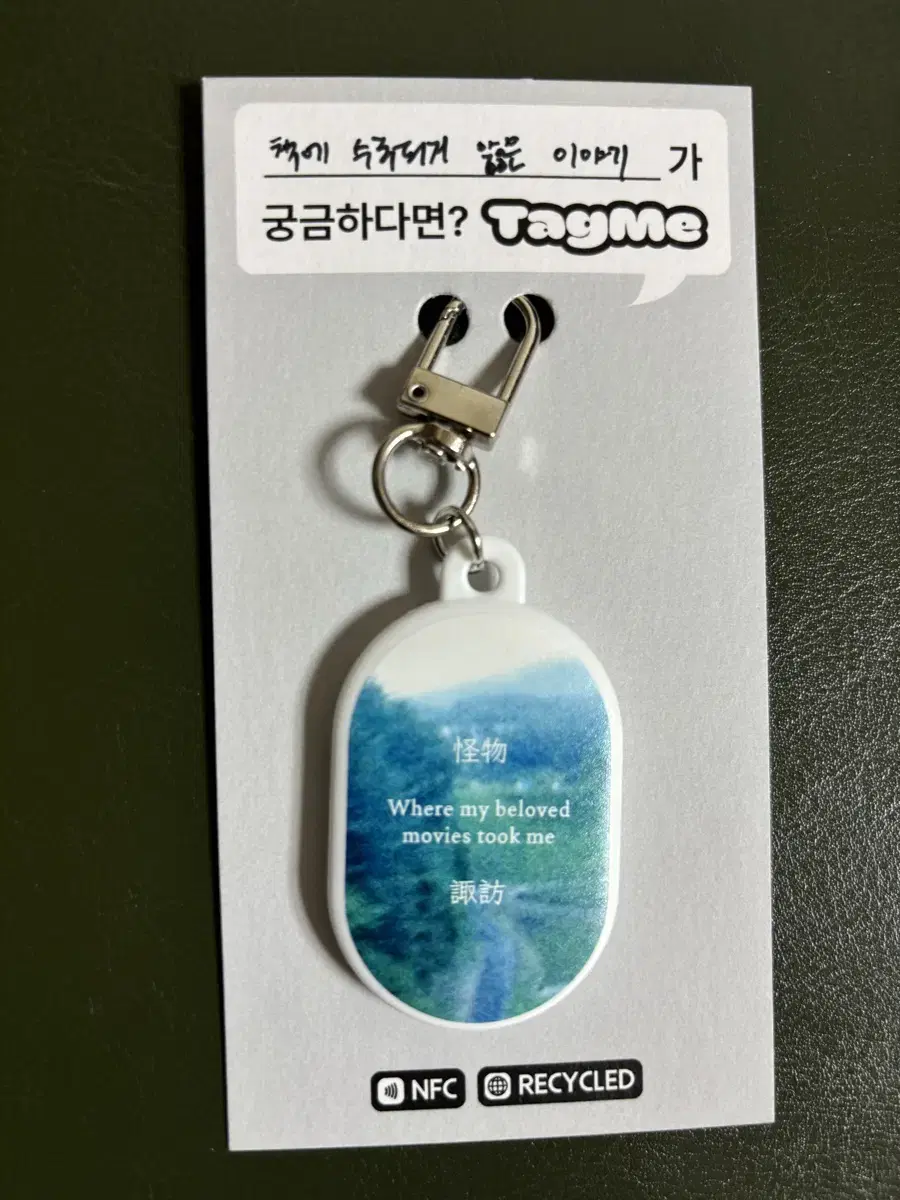 책에 수록되지 않은 이야기 가
궁금하다면? TagMe
怪物
Where my beloved
movies took me
諏訪
NFC
RECYCLED